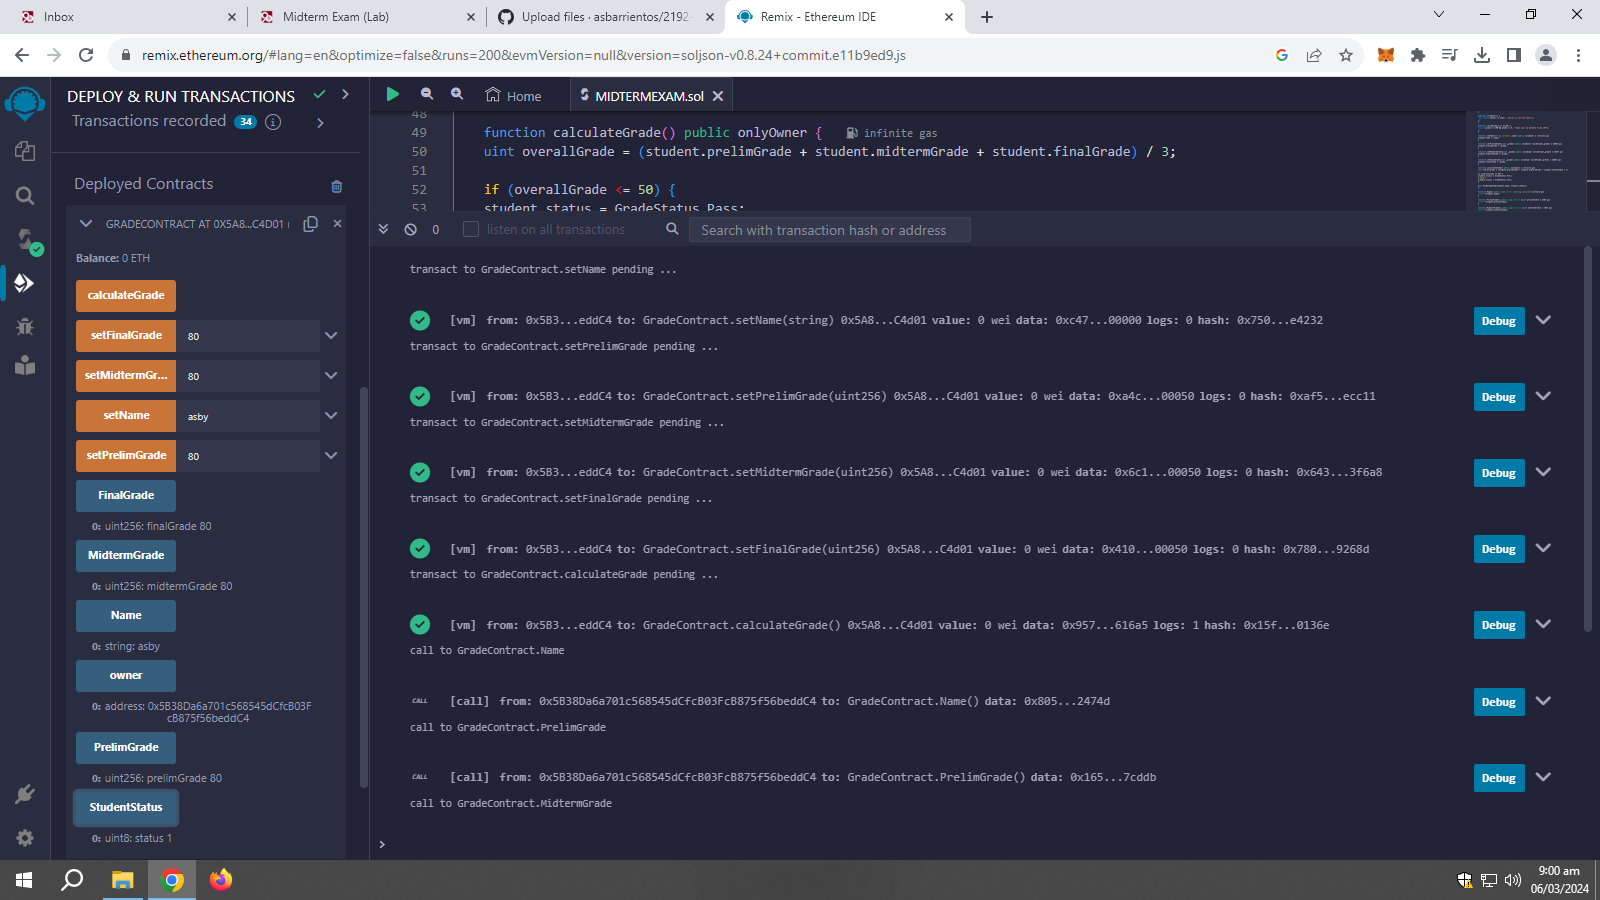 Inbox
Midterm Exam (Lab)
Upload files · asbarrientos/2192-
Remix - Ethereum IDE
remix.ethereum.org/#lang=en&optimize=false&runs=200&evmVersion=null&version=soljson-v0.8.24+commit.e11b9ed9.js
DEPLOY & RUN TRANSACTIONS
Transactions recorded 34
Deployed Contracts
GRADECONTRACT AT 0X5A8...C4D01 (
Balance: 0 ETH
calculateGrade
setFinalGrade 80
setMidtermGr... 80
setName asby
setPrelimGrade 80
FinalGrade
0: uint256: finalGrade 80
MidtermGrade
0: uint256: midtermGrade 80
Name
0: string: asby
owner
0: address: 0x5B38Da6a701c568545dCfcB03F
cB875f56beddC4
PrelimGrade
0: uint256: prelimGrade 80
StudentStatus
0: uint8: status 1
Home
MIDTERMEXAM.sol
48
49 function calculateGrade() public onlyOwner { infinite gas
50 uint overallGrade = (student.prelimGrade + student.midtermGrade + student.finalGrade) / 3;
51
52 if (overallGrade <= 50) {
53 student.status = GradeStatus.Pass;
0 listen on all transactions Search with transaction hash or address
transact to GradeContract.setName pending ...
[vm] from: 0x5B3...eddC4 to: GradeContract.setName(string) 0x5A8...C4d01 value: 0 wei data: 0xc47...00000 logs: 0 hash: 0x750...e4232 Debug
transact to GradeContract.setPrelimGrade pending ...
[vm] from: 0x5B3...eddC4 to: GradeContract.setPrelimGrade(uint256) 0x5A8...C4d01 value: 0 wei data: 0xa4c...00050 logs: 0 hash: 0xaf5...ecc11 Debug
transact to GradeContract.setMidtermGrade pending ...
[vm] from: 0x5B3...eddC4 to: GradeContract.setMidtermGrade(uint256) 0x5A8...C4d01 value: 0 wei data: 0x6c1...00050 logs: 0 hash: 0x643...3f6a8 Debug
transact to GradeContract.setFinalGrade pending ...
[vm] from: 0x5B3...eddC4 to: GradeContract.setFinalGrade(uint256) 0x5A8...C4d01 value: 0 wei data: 0x410...00050 logs: 0 hash: 0x780...9268d Debug
transact to GradeContract.calculateGrade pending ...
[vm] from: 0x5B3...eddC4 to: GradeContract.calculateGrade() 0x5A8...C4d01 value: 0 wei data: 0x957...616a5 logs: 1 hash: 0x15f...0136e Debug
call to GradeContract.Name
CALL [call] from: 0x5B38Da6a701c568545dCfcB03FcB875f56beddC4 to: GradeContract.Name() data: 0x805...2474d Debug
call to GradeContract.PrelimGrade
CALL [call] from: 0x5B38Da6a701c568545dCfcB03FcB875f56beddC4 to: GradeContract.PrelimGrade() data: 0x165...7cddb Debug
call to GradeContract.MidtermGrade
>
9:00 am
06/03/2024